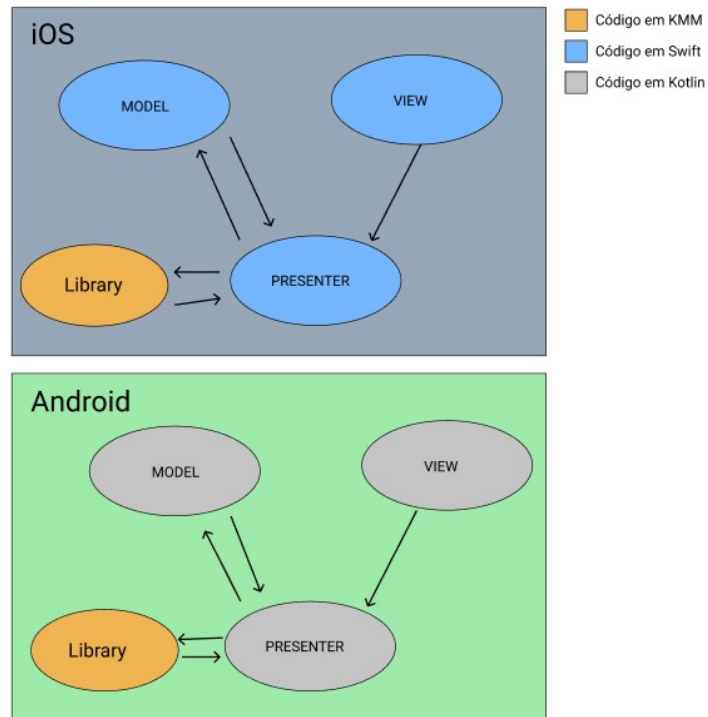 iOS
MODEL
VIEW
Library
PRESENTER
Código em KMM
Código em Swift
Código em Kotlin
Android
MODEL
VIEW
Library
PRESENTER